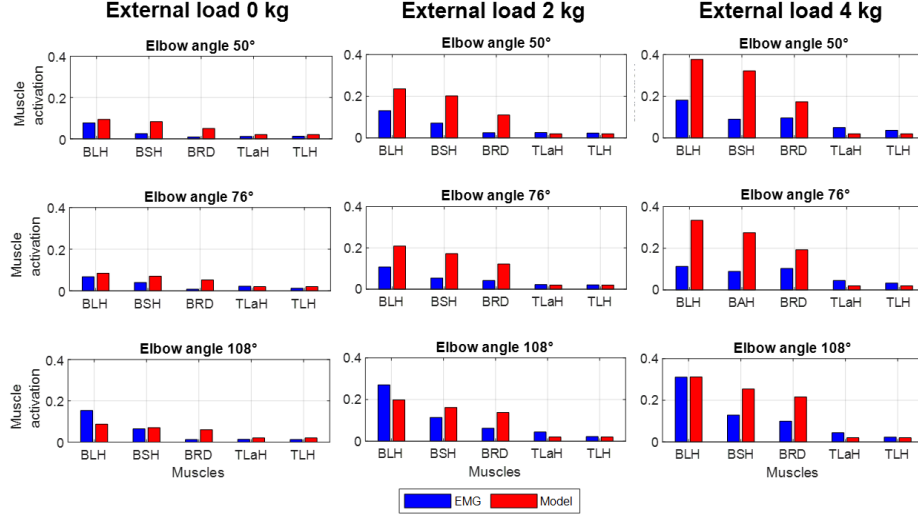 External load 0 kg
External load 2 kg
External load 4 kg
Elbow angle 50°
Elbow angle 50°
Elbow angle 50°
Muscle
activation
0.4
0.2
0
BLH BSH BRD TLaH TLH
0.4
0.2
0
BLH BSH BRD TLaH TLH
0.4
0.2
0
BLH BSH BRD TLaH TLH
Elbow angle 76°
Elbow angle 76°
Elbow angle 76°
Muscle
activation
0.4
0.2
0
BLH BSH BRD TLaH TLH
0.4
0.2
0
BLH BSH BRD TLaH TLH
0.4
0.2
0
BLH BAH BRD TLaH TLH
Elbow angle 108°
Elbow angle 108°
Elbow angle 108°
Muscle
activation
0.4
0.2
0
BLH BSH BRD TLaH TLH
Muscles
0.4
0.2
0
BLH BSH BRD TLaH TLH
Muscles
0.4
0.2
0
BLH BSH BRD TLaH TLH
Muscles
EMG Model